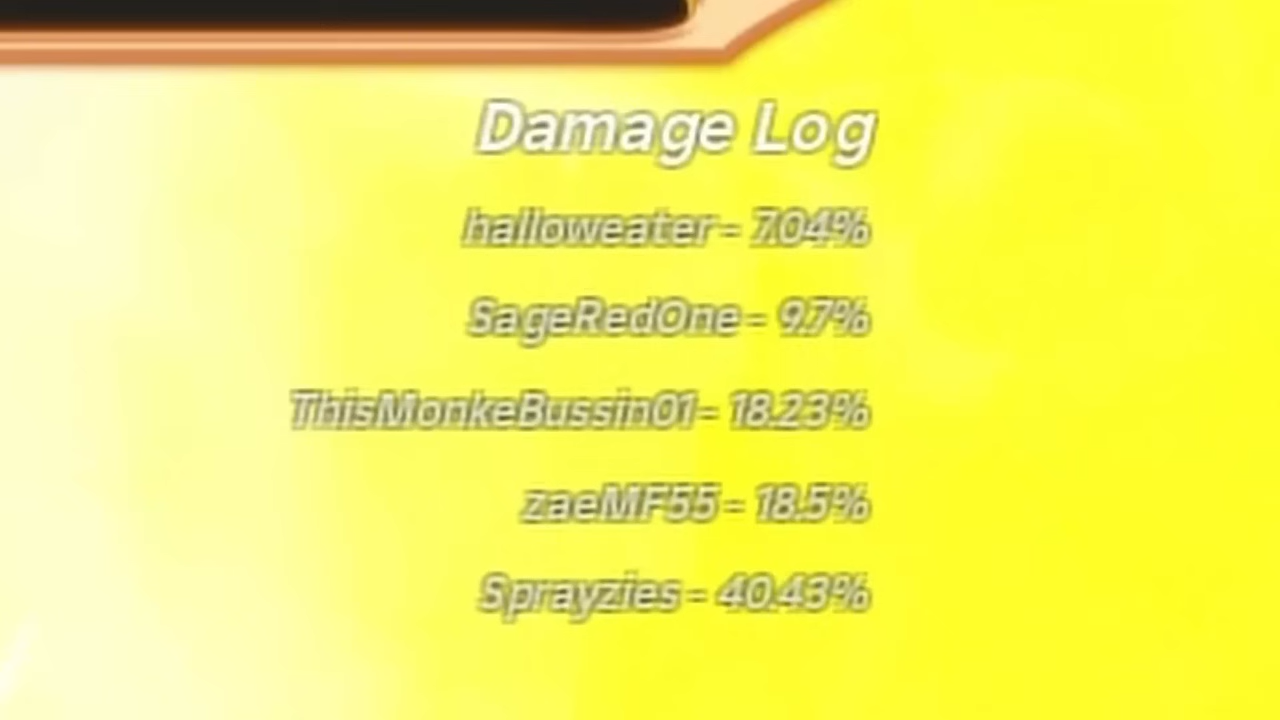 Damage Log
halloweater - 7.04%
SageRedOne - 9.7%
ThisMonkeBussin01 - 18.23%
zaeMF55 - 18.5%
Sprayzies - 40.43%